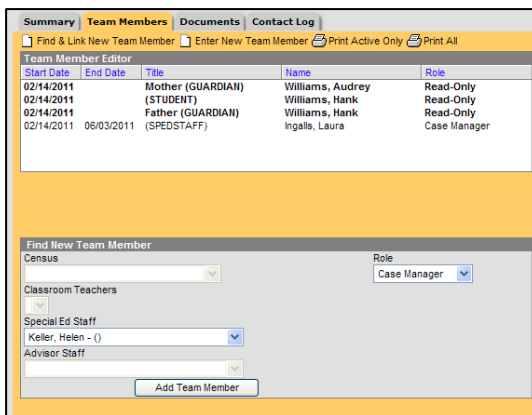 Summary Team Members Documents Contact Log
Find & Link New Team Member Enter New Team Member Print Active Only Print All
Team Member Editor
Start Date End Date Title Name Role
02/14/2011 Mother (GUARDIAN) Williams, Audrey Read-Only
02/14/2011 (STUDENT) Williams, Hank Read-Only
02/14/2011 Father (GUARDIAN) Williams, Hank Read-Only
02/14/2011 06/03/2011 (SPEDSTAFF) Ingalls, Laura Case Manager
Find New Team Member
Census Role
Case Manager
Classroom Teachers
Special Ed Staff
Keller, Helen - ()
Advisor Staff
Add Team Member